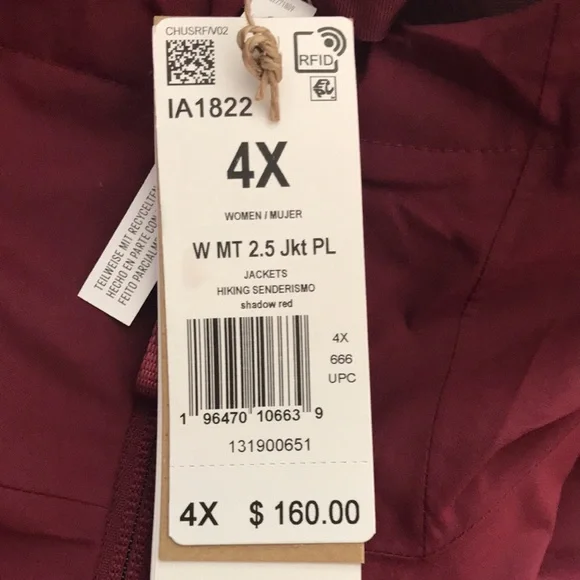 CHUSRF/V02
RFID
IA1822
4X
WOMEN / MUJER
W MT 2.5 Jkt PL
JACKETS
HIKING SENDERISMO
shadow red
4X
666
UPC
1 96470 10663 9
131900651
4X $ 160.00
TEILWEISE MIT RECYCELTEN
HECHO EN PARTE CON
FEITO PARCIALM